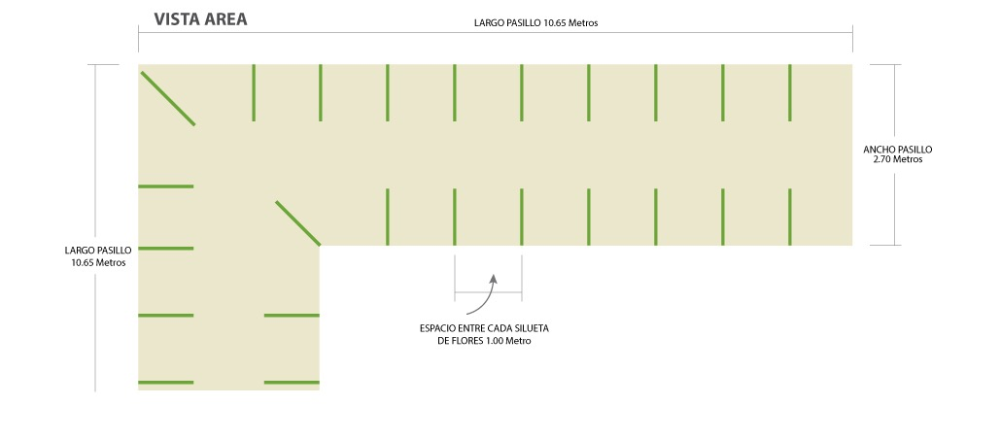 VISTA AREA
LARGO PASILLO 10.65 Metros
ANCHO PASILLO
2.70 Metros
LARGO PASILLO
10.65 Metros
ESPACIO ENTRE CADA SILUETA
DE FLORES 1.00 Metro